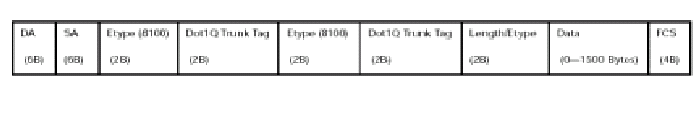 DA SA Etype (8100) Dot1Q Trunk Tag Etype (8100) Dot1Q Trunk Tag Length/Etype Data FCS
(6B) (6B) (2B) (2B) (2B) (2B) (2B) (0—1500 Bytes) (4B)